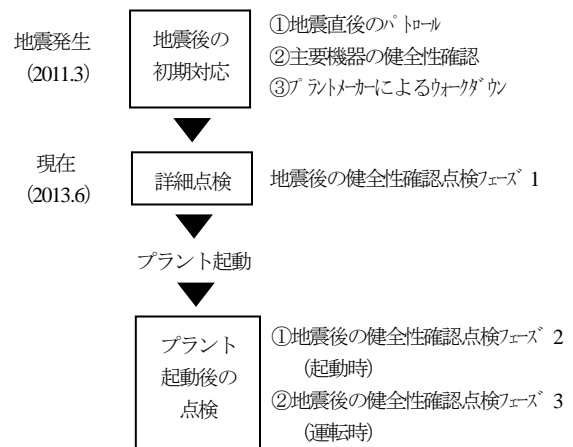 地震発生
(2011.3)
地震後の
初期対応
①地震直後のﾊﾟﾄﾛｰﾙ
②主要機器の健全性確認
③ﾌﾟﾗﾝﾄﾒｰｶｰによるｳｫｰｸﾀﾞｳﾝ
現在
(2013.6)
詳細点検
地震後の健全性確認点検ﾌｪｰｽﾞ 1
プラント起動
プラント
起動後の
点検
①地震後の健全性確認点検ﾌｪｰｽﾞ 2
(起動時)
②地震後の健全性確認点検ﾌｪｰｽﾞ 3
(運転時)